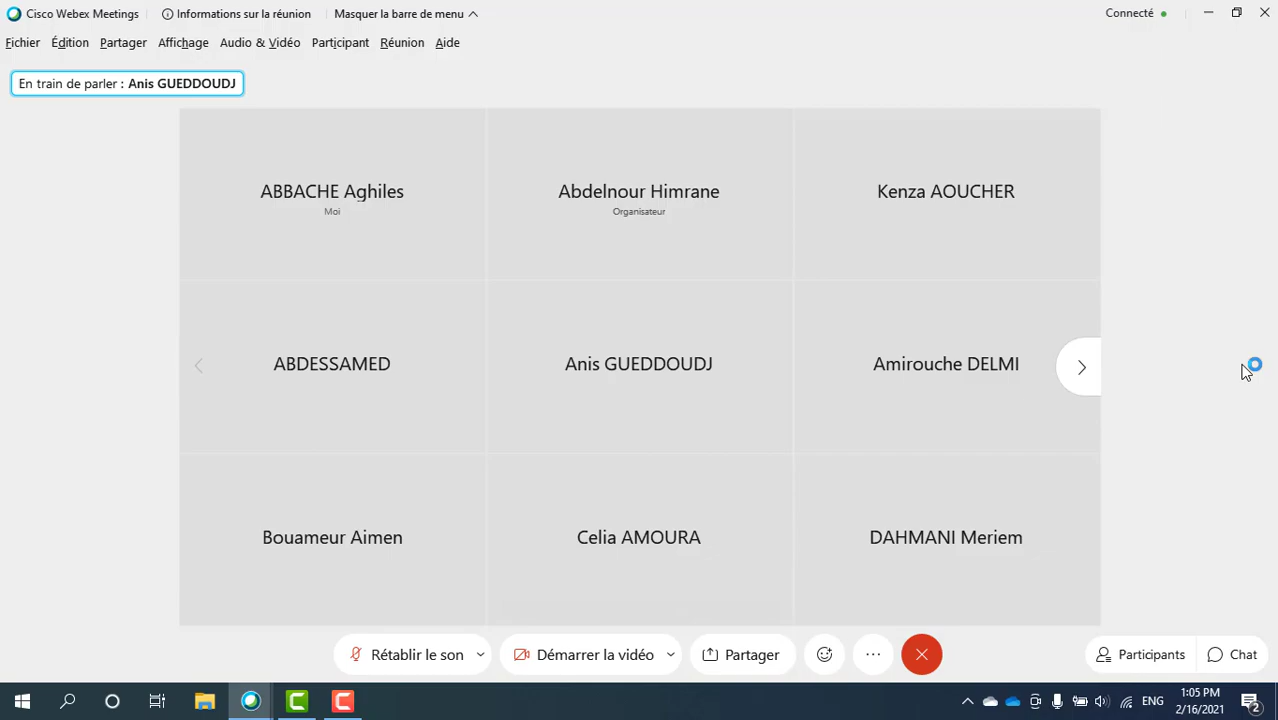 Cisco Webex Meetings Informations sur la réunion Masquer la barre de menu Connecté
Fichier Édition Partager Affichage Audio & Vidéo Participant Réunion Aide
En train de parler : Anis GUEDDOUDJ
ABBACHE Aghiles
Moi
Abdelnour Himrane
Organisateur
Kenza AOUCHER
ABDESSAMED
Anis GUEDDOUDJ
Amirouche DELMI
Bouameur Aimen
Celia AMOURA
DAHMANI Meriem
Rétablir le son Démarrer la vidéo Partager Participants Chat
ENG
1:05 PM
2/16/2021
2